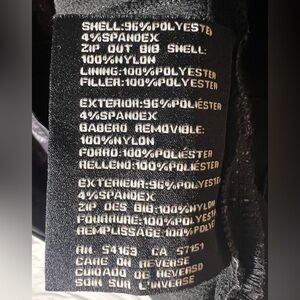 SHELL:96%POLYESTER
4%SPANDEX
ZIP OUT BIB SHELL:
100%NYLON
LINING:100%POLYESTER
FILLER:100%POLYESTER
EXTERIOR:96%POLIÉSTER
4%SPANDEX
BABERO REMOVIBLE:
100%NYLON
FORRO:100%POLIÉSTER
RELLENO:100%POLIÉSTER
EXTERIEUR:96%POLYESTER
4%SPANDEX
ZIP DES BIB:100%NYLON
FOURRURE:100%POLYESTER
REMPLISSAGE:100%POLYESTER
RN 54163 CA 57151
CARE ON REVERSE
CUIDADO DE REVERSO
SOIN SUR L'INVERSE